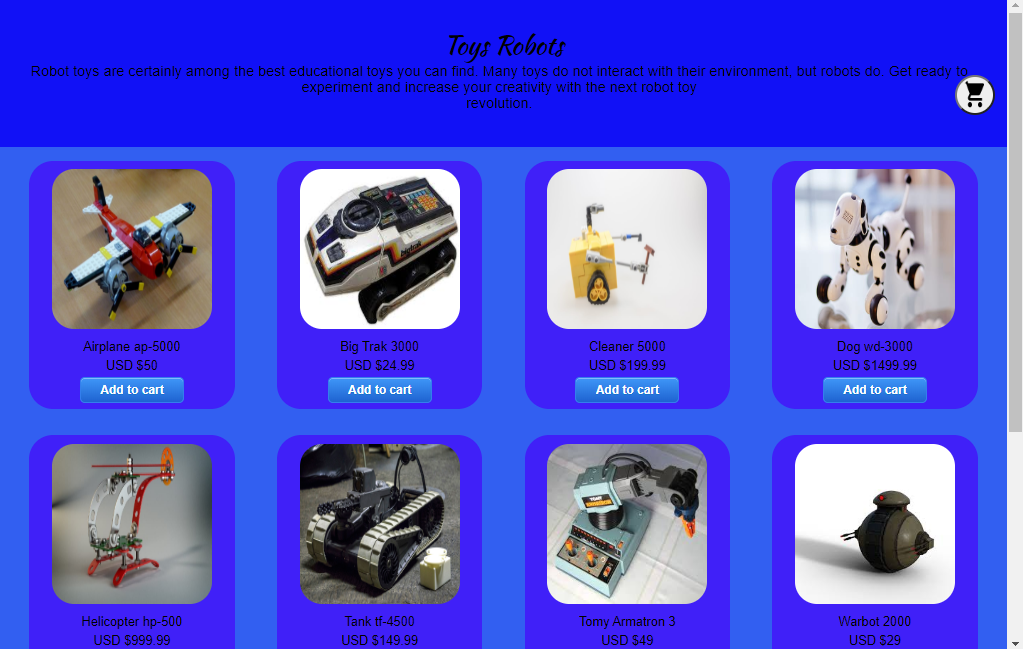 Toys Robots
Robot toys are certainly among the best educational toys you can find. Many toys do not interact with their environment, but robots do. Get ready to
experiment and increase your creativity with the next robot toy
revolution.
bigtrak
Airplane ap-5000
Big Trak 3000
Cleaner 5000
Dog wd-3000
USD $50
USD $24.99
USD $199.99
USD $1499.99
Add to cart
Add to cart
Add to cart
Add to cart
TOMY
Helicopter hp-500
Tank tf-4500
Tomy Armatron 3
Warbot 2000
USD $999.99
USD $149.99
USD $49
USD $29